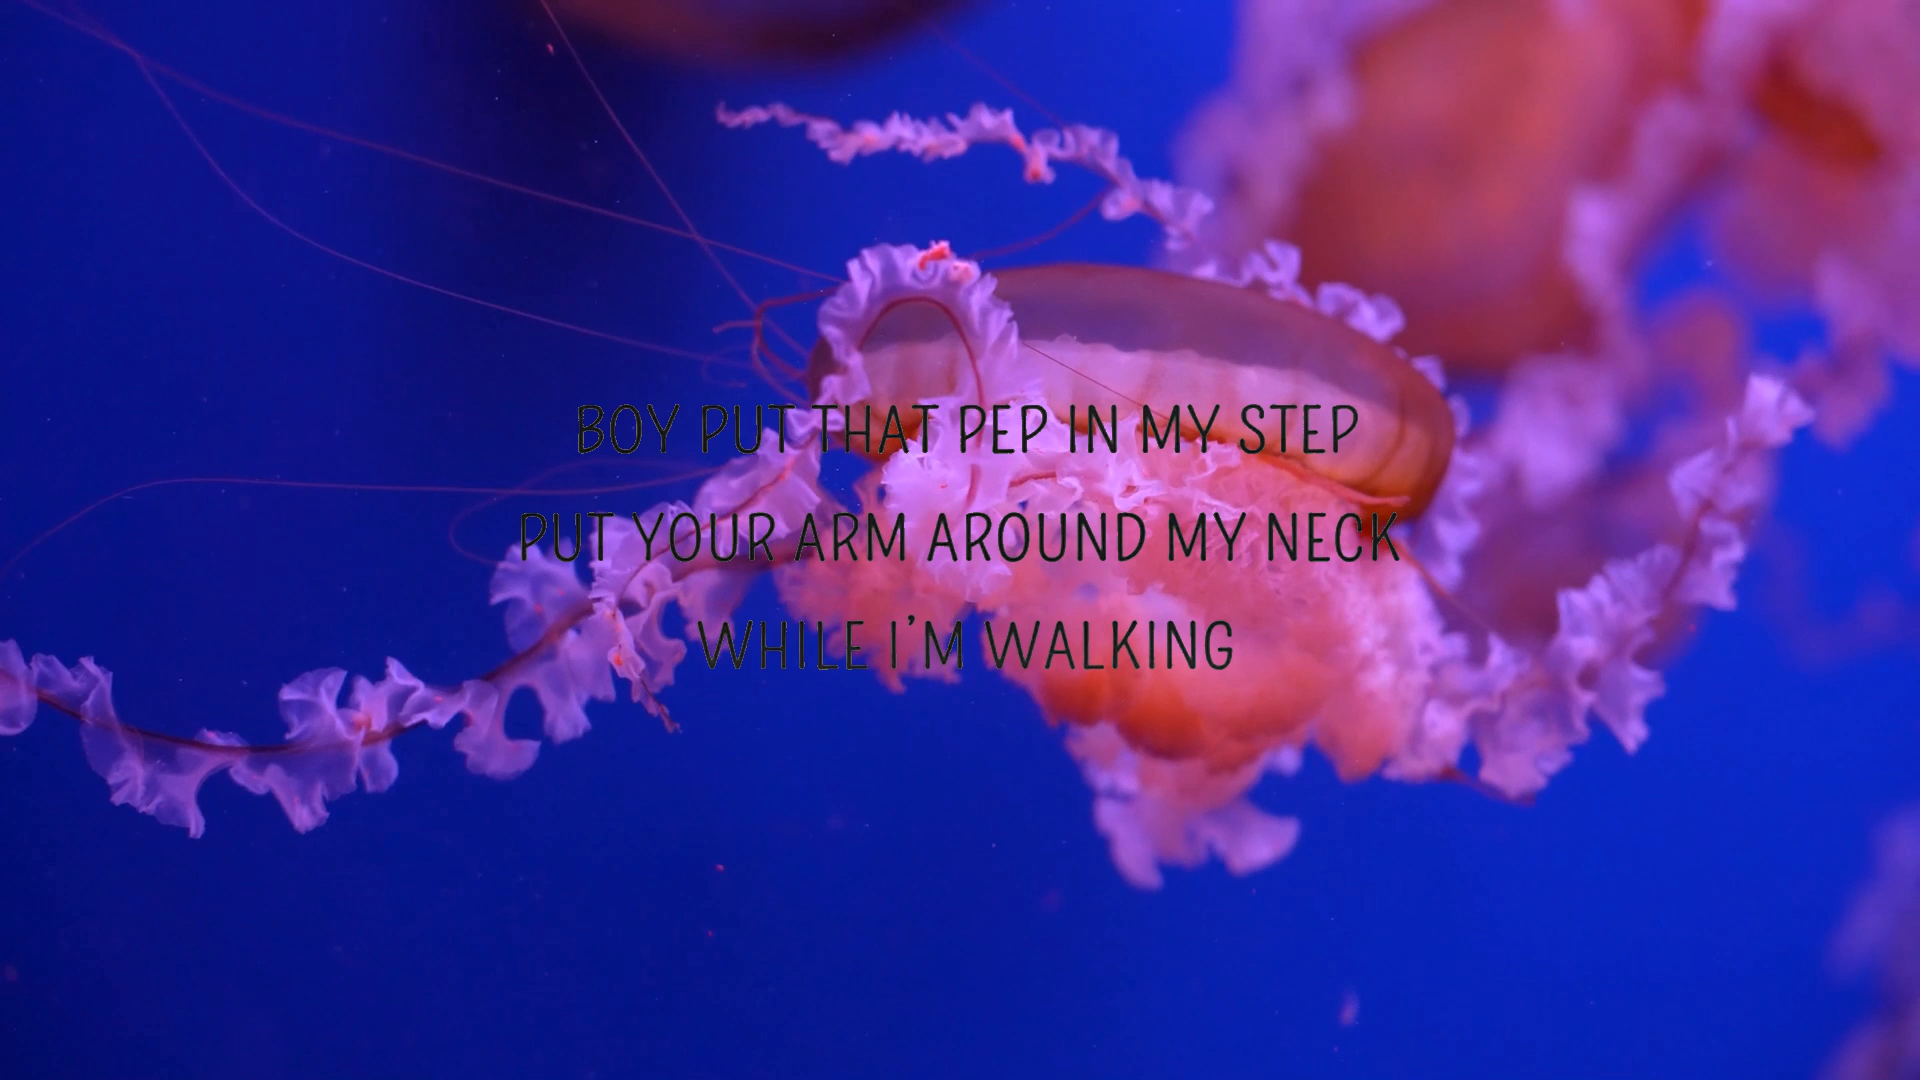 BOY PUT THAT PEP IN MY STEP
PUT YOUR ARM AROUND MY NECK
WHILE I'M WALKING